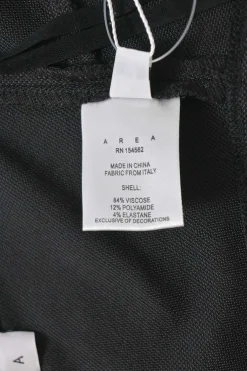 A R E A
RN 154562
MADE IN CHINA
FABRIC FROM ITALY
SHELL:
84% VISCOSE
12% POLYAMIDE
4% ELASTANE
EXCLUSIVE OF DECORATIONS
A